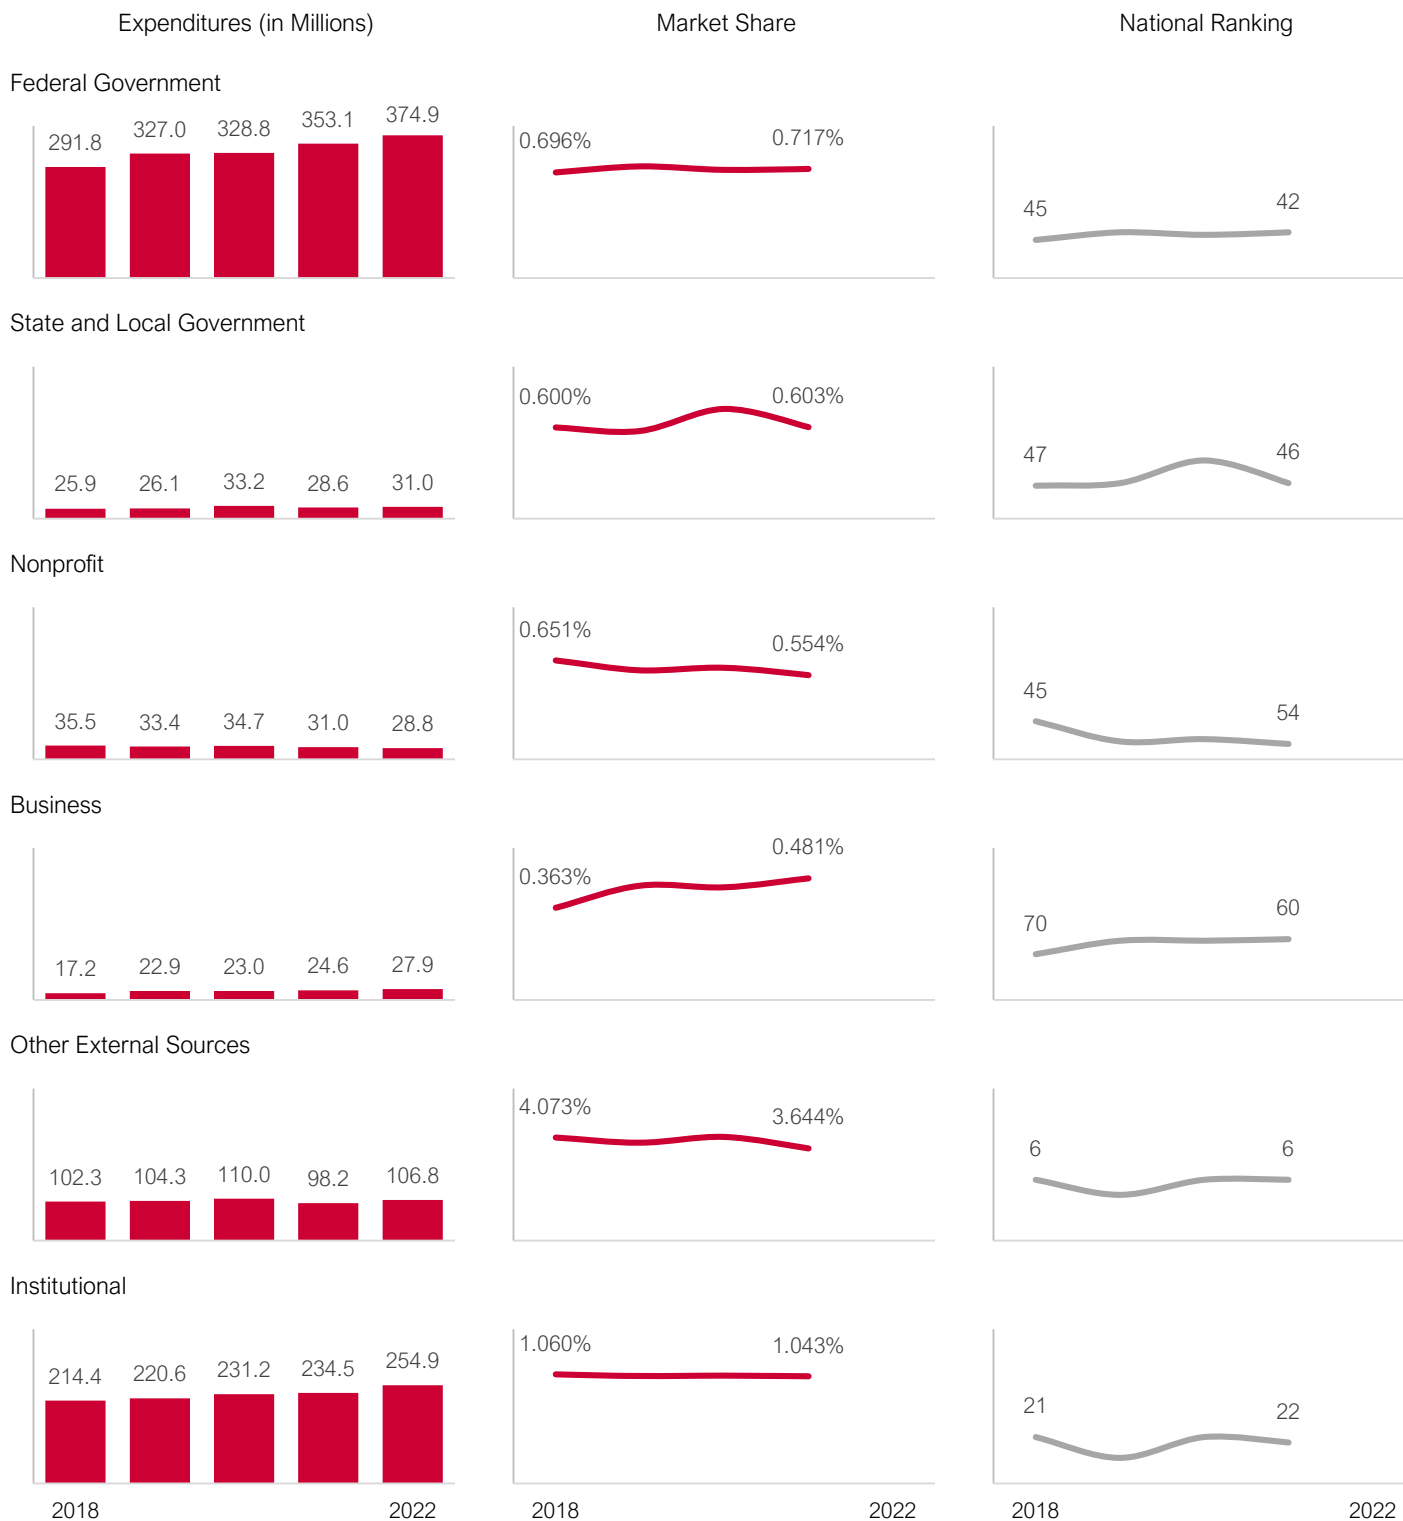 Expenditures (in Millions) Market Share National Ranking
Federal Government
291.8 327.0 328.8 353.1 374.9 0.696% 0.717% 45 42
State and Local Government
25.9 26.1 33.2 28.6 31.0 0.600% 0.603% 47 46
Nonprofit
35.5 33.4 34.7 31.0 28.8 0.651% 0.554% 45 54
Business
17.2 22.9 23.0 24.6 27.9 0.363% 0.481% 70 60
Other External Sources
102.3 104.3 110.0 98.2 106.8 4.073% 3.644% 6 6
Institutional
214.4 220.6 231.2 234.5 254.9 1.060% 1.043% 21 22
2018 2022 2018 2022 2018 2022